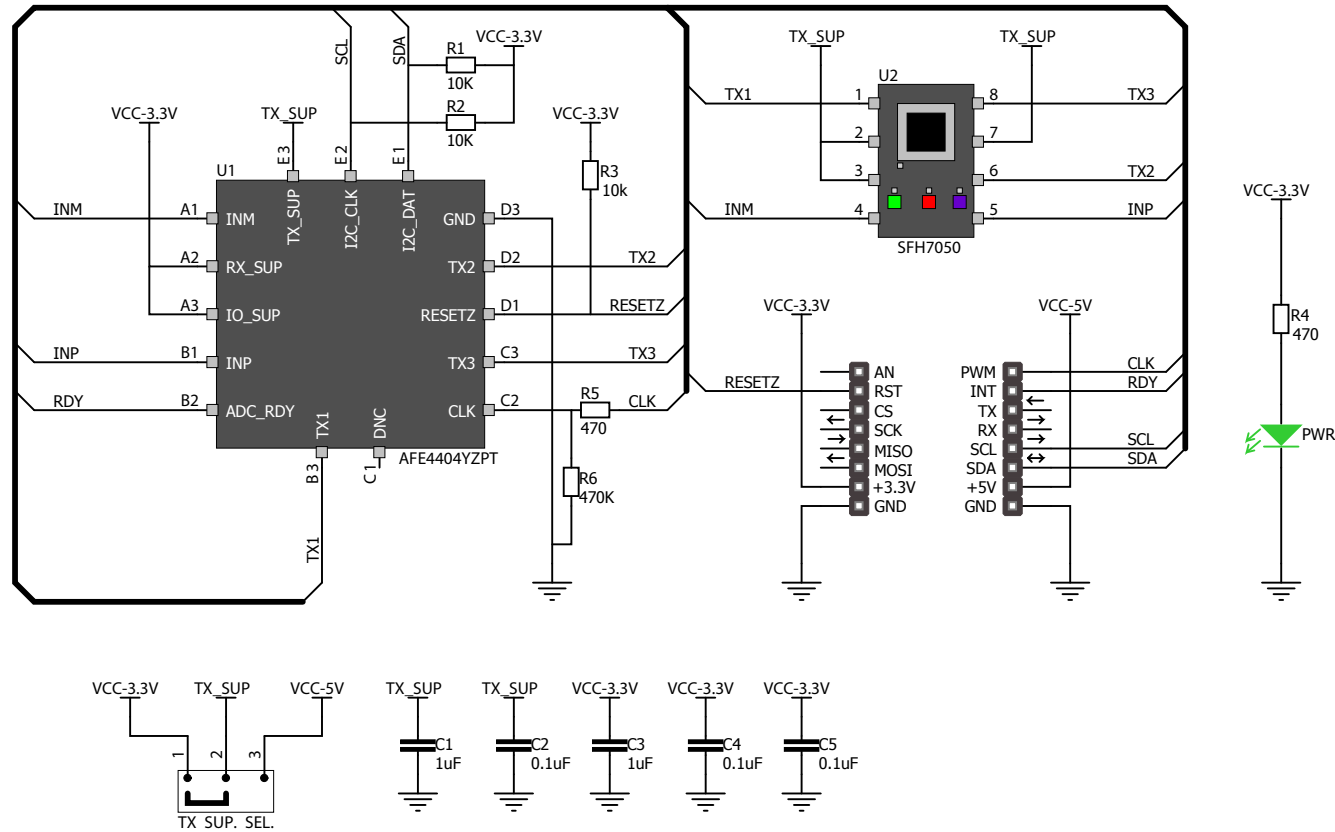 SCL
SDA
R1
10K
VCC-3.3V
R2
10K
VCC-3.3V
TX_SUP
VCC-3.3V
R3
10k
E3
E2
E1
U1
TX_SUP
I2C_CLK
I2C_DAT
INM
A1
INM
GND
D3
A2
RX_SUP
TX2
D2
TX2
A3
IO_SUP
RESETZ
D1
RESETZ
INP
B1
INP
TX3
C3
TX3
RDY
B2
ADC_RDY
TX1
DNC
CLK
C2
R5
470
CLK
B3
C1
AFE4404YZPT
R6
470K
TX1
TX_SUP
TX_SUP
U2
TX1
1
8
TX3
2
7
3
6
TX2
INM
4
5
INP
SFH7050
VCC-3.3V
VCC-5V
AN
PWM
CLK
RESETZ
RST
INT
RDY
CS
TX
SCK
RX
MISO
SCL
SCL
MOSI
SDA
SDA
+3.3V
+5V
GND
GND
VCC-3.3V
R4
470
PWR
VCC-3.3V
TX_SUP
VCC-5V
1
2
3
TX SUP. SEL.
TX_SUP
C1
1uF
TX_SUP
C2
0.1uF
VCC-3.3V
C3
1uF
VCC-3.3V
C4
0.1uF
VCC-3.3V
C5
0.1uF